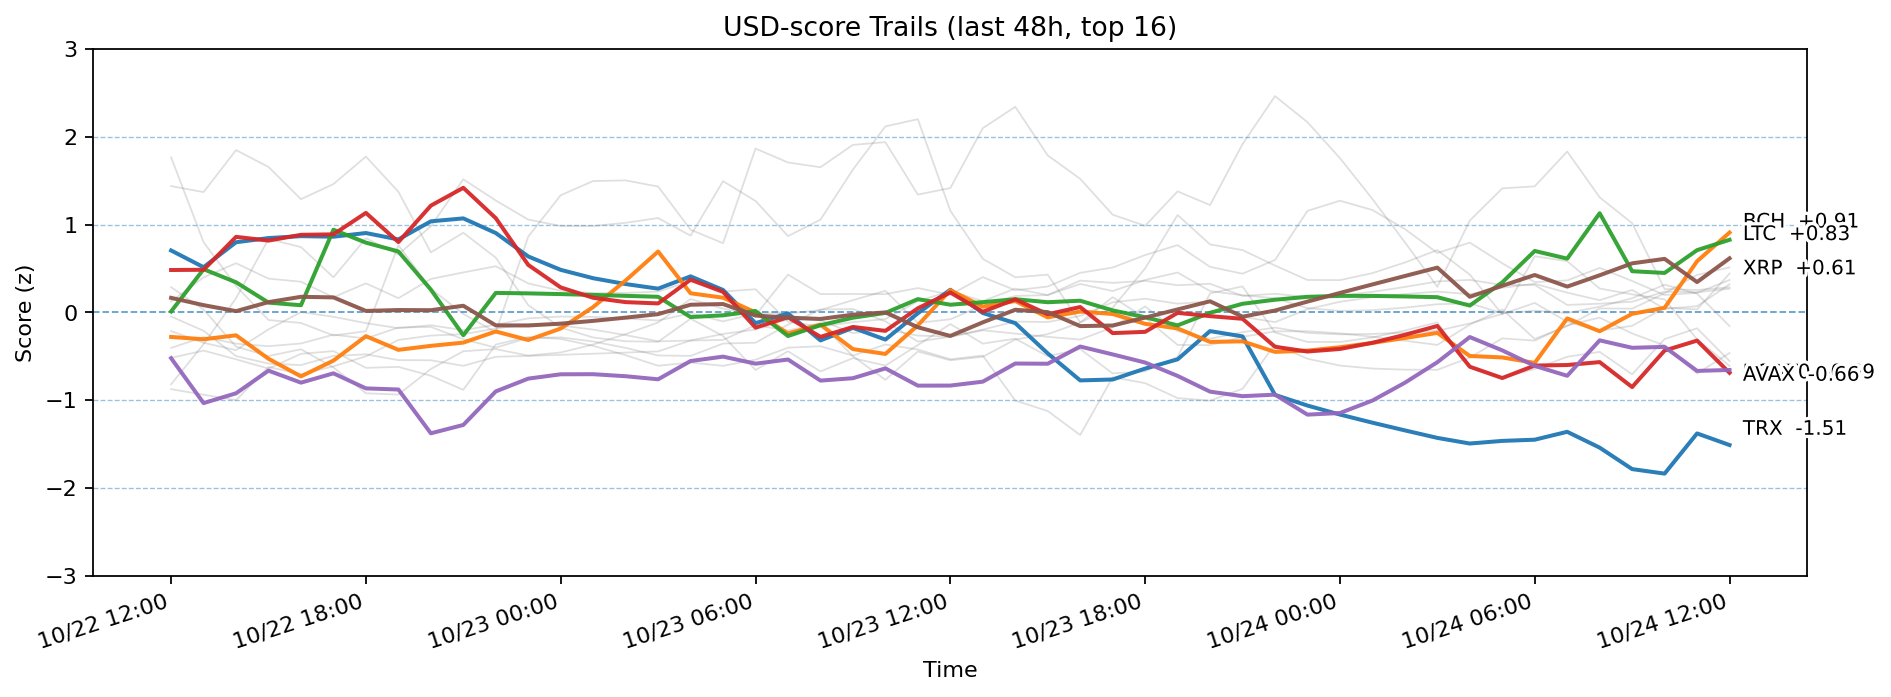 USD-score Trails (last 48h, top 16)
Score (z)
3
2
1
0
−1
−2
−3
BCH +0.91
LTC +0.83
XRP +0.61
AVAX -0.66
TRX -1.51
10/22 12:00
10/22 18:00
10/23 00:00
10/23 06:00
10/23 12:00
10/23 18:00
10/24 00:00
10/24 06:00
10/24 12:00
Time